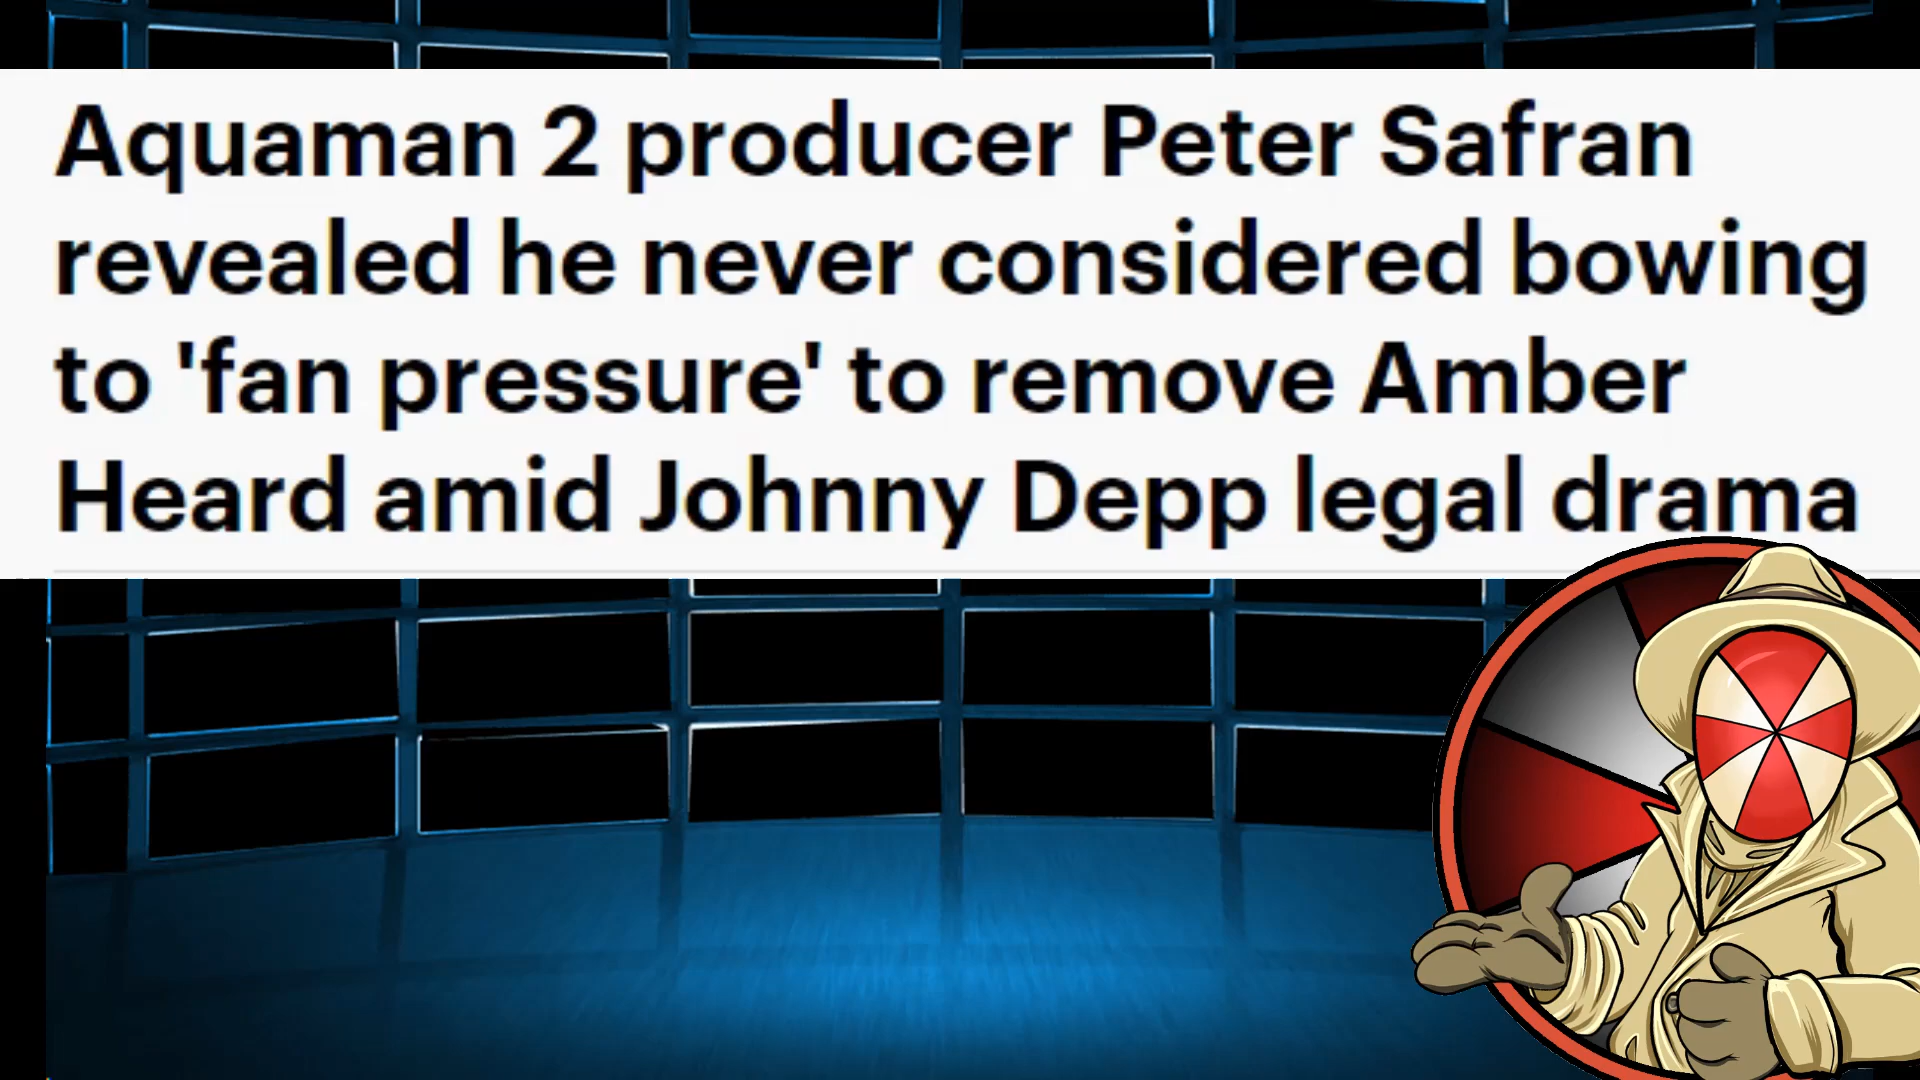 Aquaman 2 producer Peter Safran
revealed he never considered bowing
to 'fan pressure' to remove Amber
Heard amid Johnny Depp legal drama